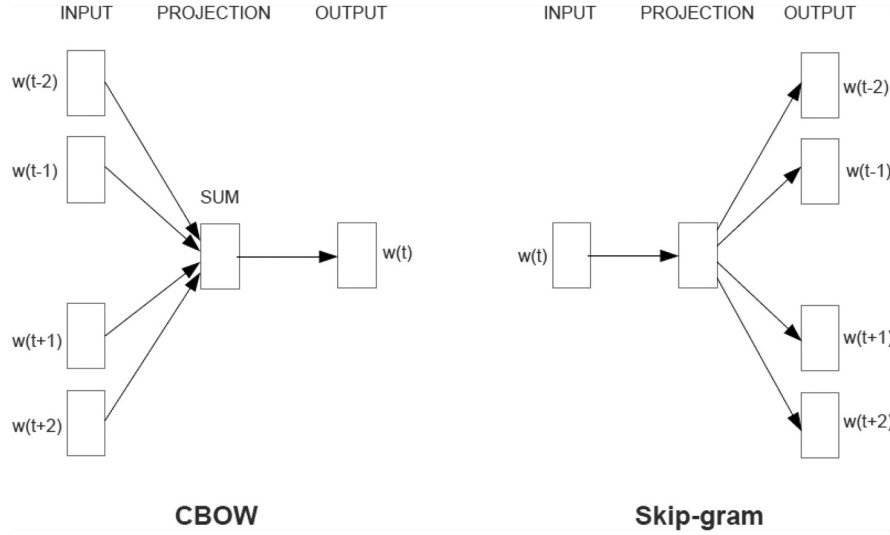 INPUT PROJECTION OUTPUT
w(t-2)
w(t-1)
SUM
w(t)
w(t+1)
w(t+2)
CBOW
INPUT PROJECTION OUTPUT
w(t-2)
w(t-1)
w(t)
w(t+1)
w(t+2)
Skip-gram